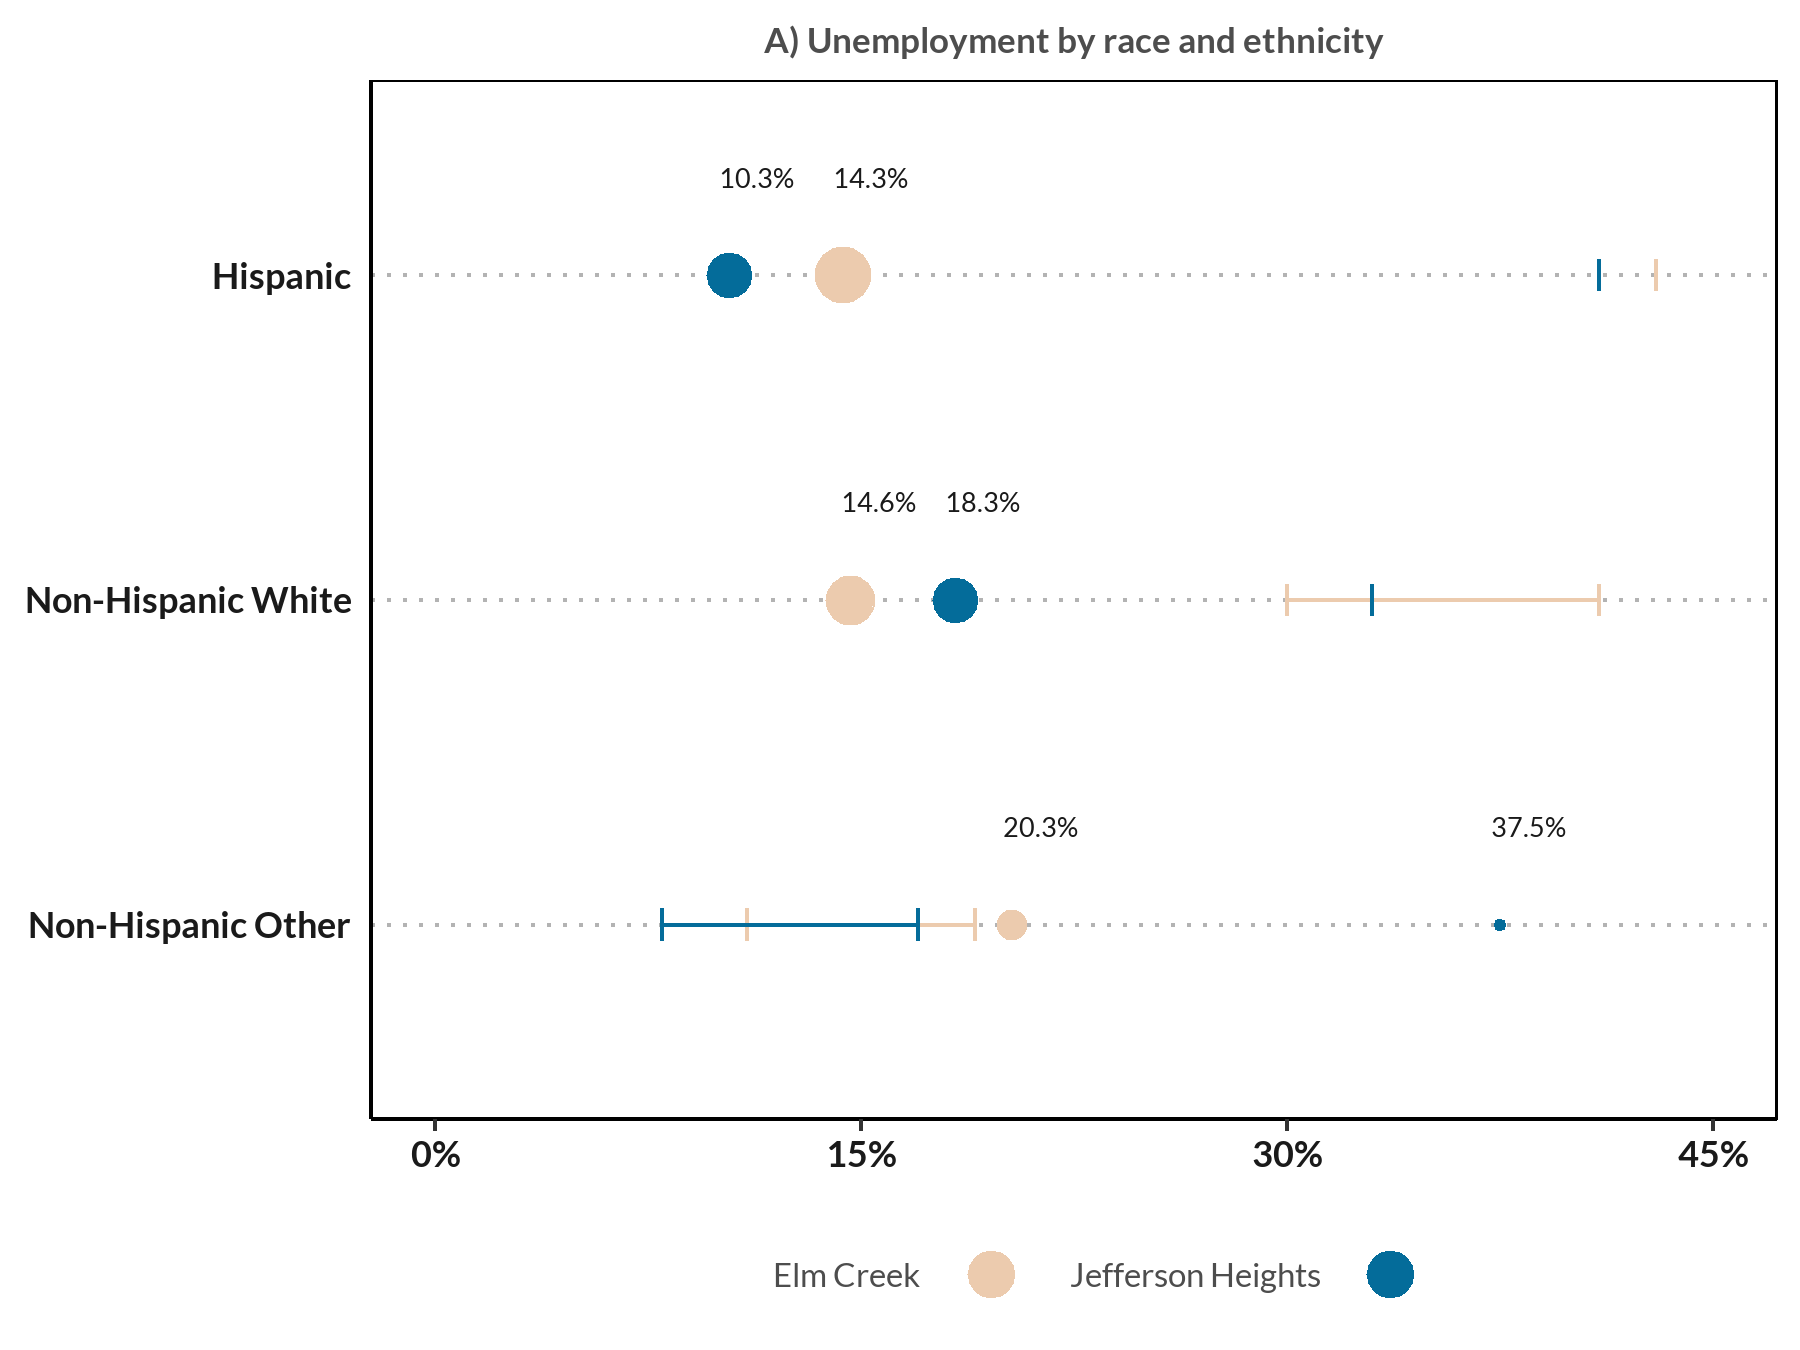 A) Unemployment by race and ethnicity
10.3% 14.3%
Hispanic
14.6% 18.3%
Non-Hispanic White
20.3% 37.5%
Non-Hispanic Other
0% 15% 30% 45%
Elm Creek Jefferson Heights